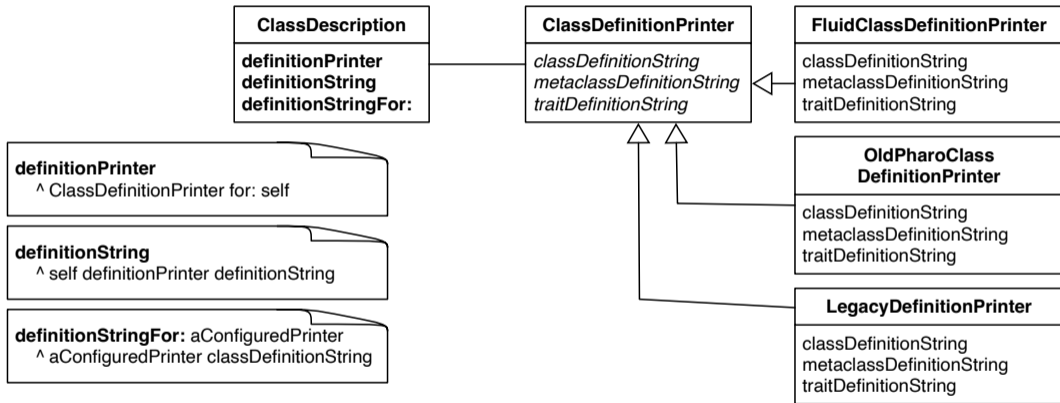 ClassDescription
definitionPrinter
definitionString
definitionStringFor:
ClassDefinitionPrinter
classDefinitionString
metaclassDefinitionString
traitDefinitionString
FluidClassDefinitionPrinter
classDefinitionString
metaclassDefinitionString
traitDefinitionString
OldPharoClass
DefinitionPrinter
classDefinitionString
metaclassDefinitionString
traitDefinitionString
LegacyDefinitionPrinter
classDefinitionString
metaclassDefinitionString
traitDefinitionString
definitionPrinter
^ ClassDefinitionPrinter for: self
definitionString
^ self definitionPrinter definitionString
definitionStringFor: aConfiguredPrinter
^ aConfiguredPrinter classDefinitionString